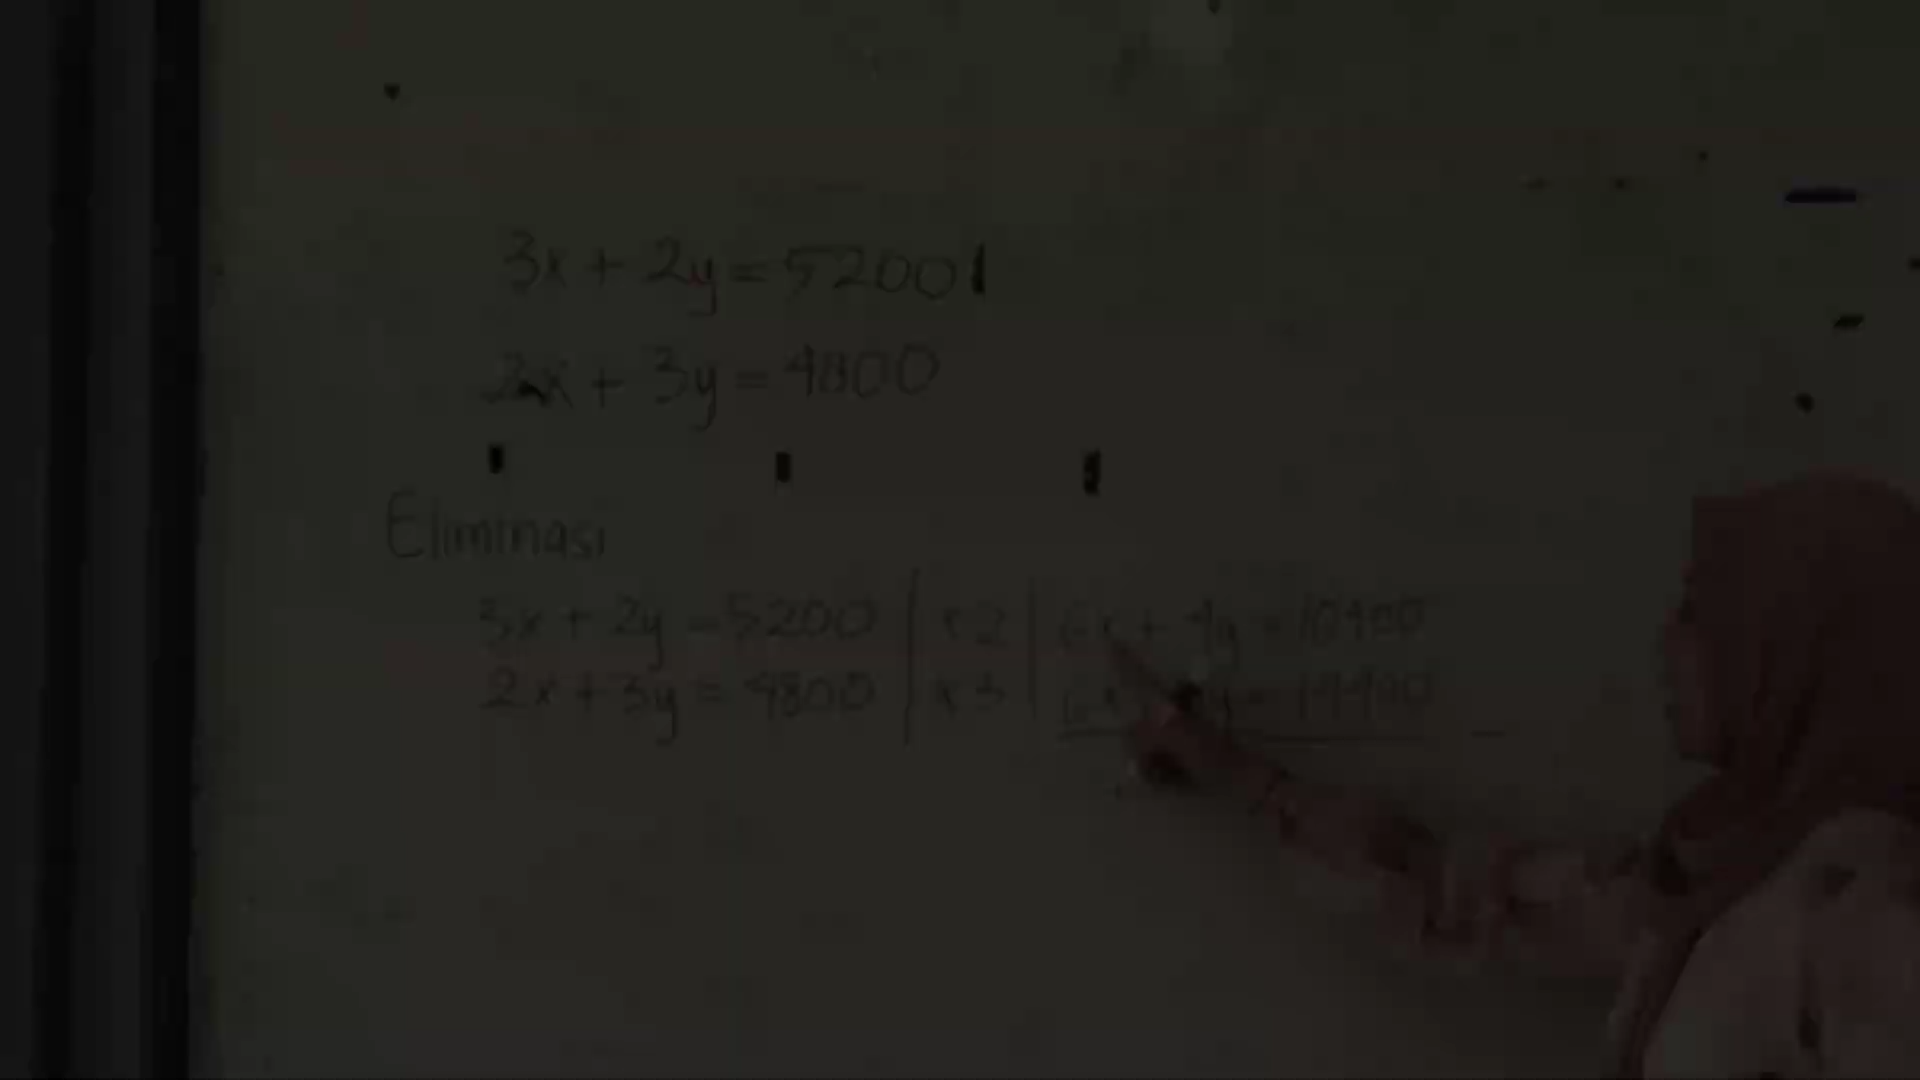 3x + 2y = 5200
2x + 3y = 4800
Eliminasi
3x + 2y = 5200 | x2 | 6x + 4y = 10400
2x + 3y = 4800 | x3 | 6x y = 14400 -